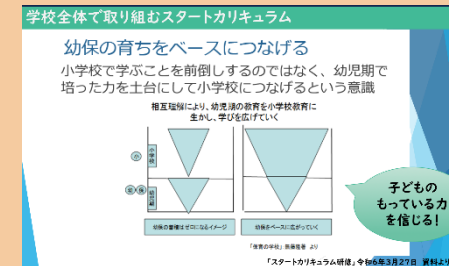 学校全体で取り組むスタートカリキュラム
幼保の育ちをベースにつなげる
小学校で学ぶことを前倒しするのではなく、幼児期で
培った力を土台にして小学校につなげるという意識
相互理解により、幼児期の教育を小学校教育に
生かし、学びを広げていく
小
小学校
幼
保
幼保の蓄積はゼロになるイメージ
幼保をベースに広がっていく
子どもの
もっている力
を信じる!
「保育の学校」無藤隆著 より
「スタートカリキュラム研修」令和6年3月27日 資料より